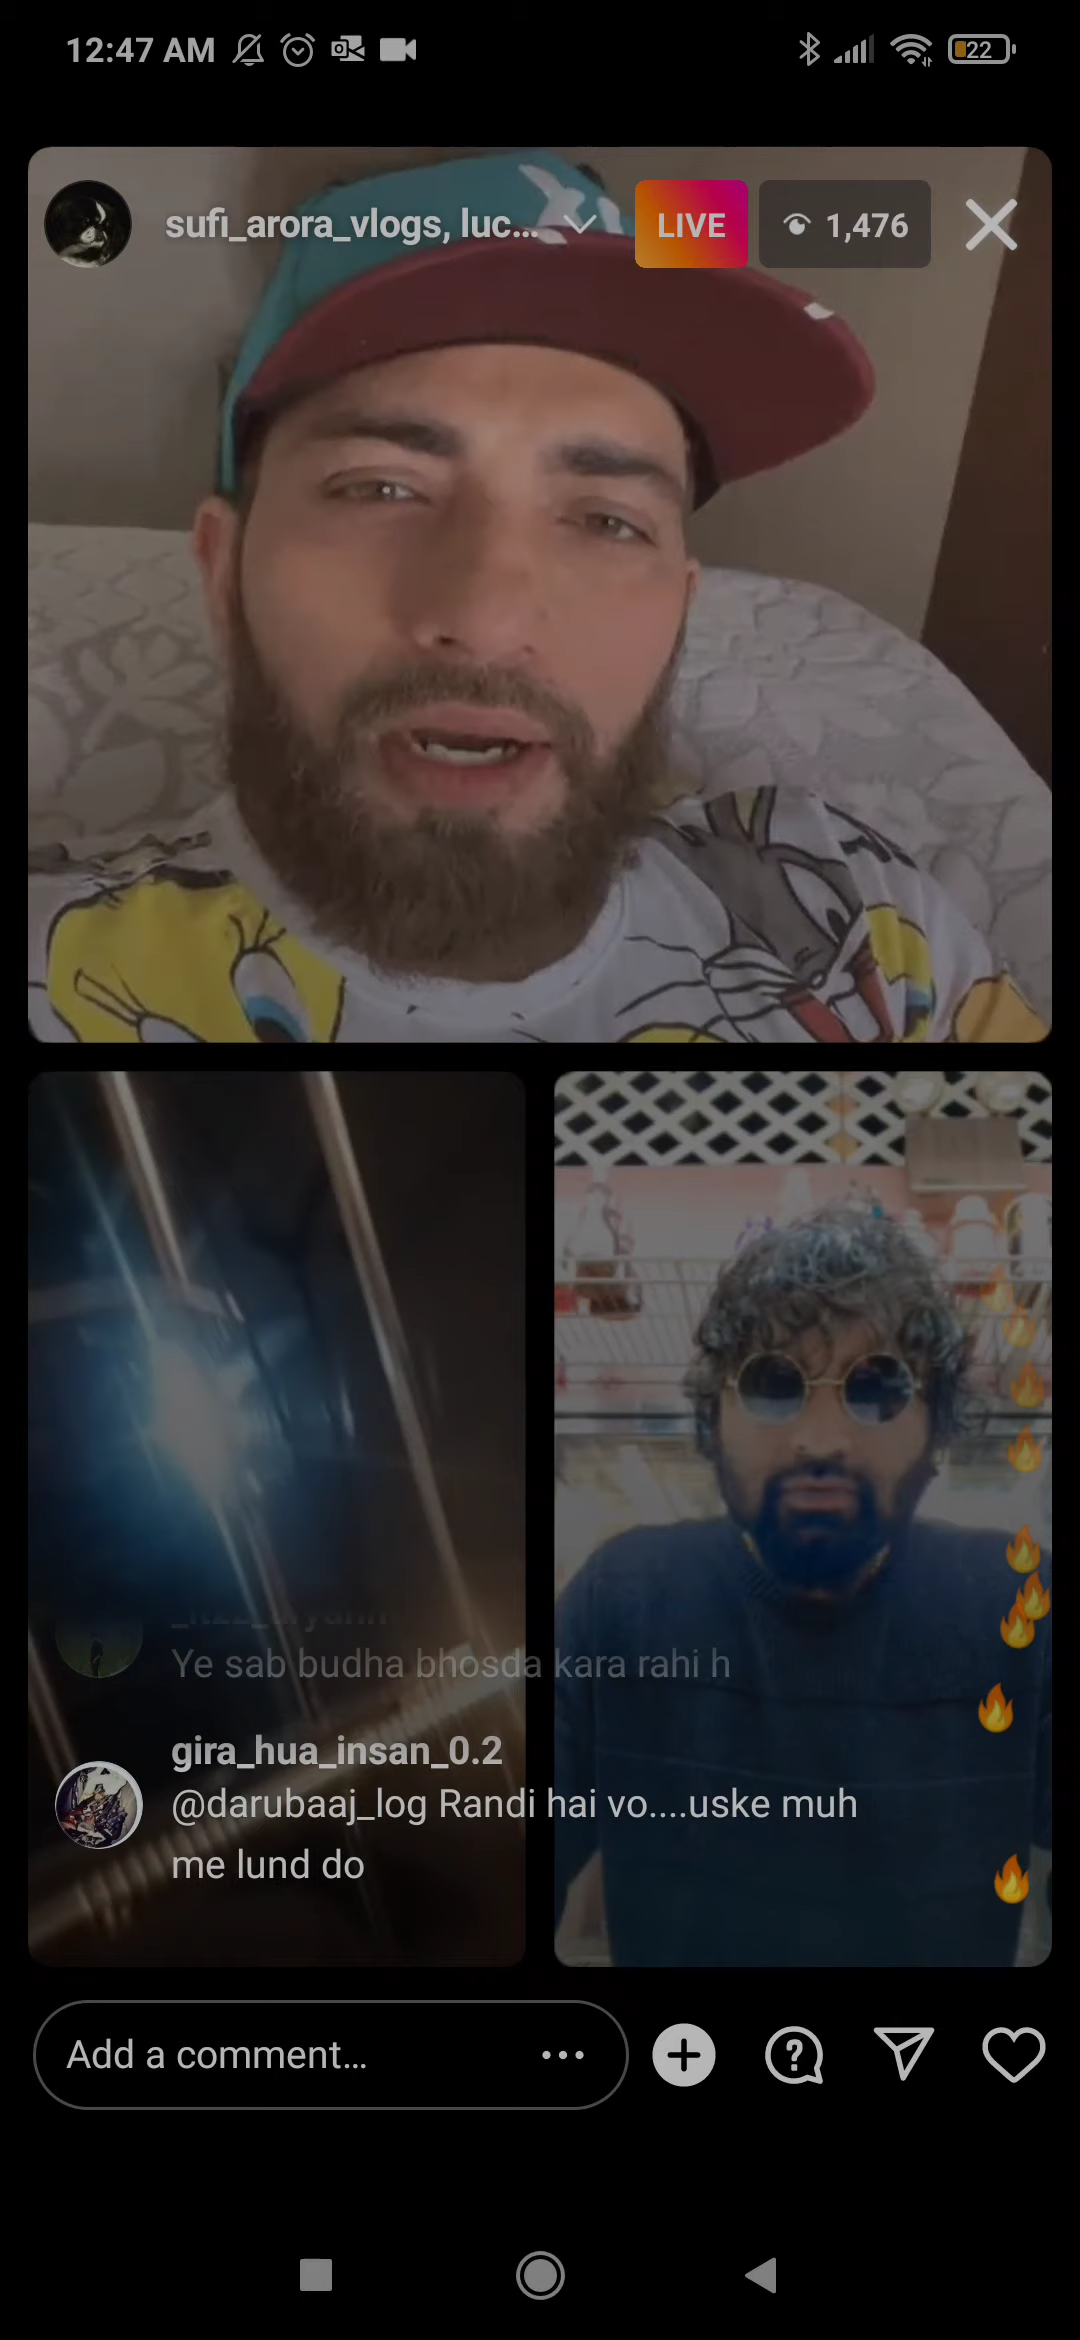 12:47 AM
22
sufi_arora_vlogs, luc...
LIVE
1,476
Ye sab budha bhosda kara rahi h
gira_hua_insan_0.2
@darubaaj_log Randi hai vo....uske muh
me lund do
Add a comment...